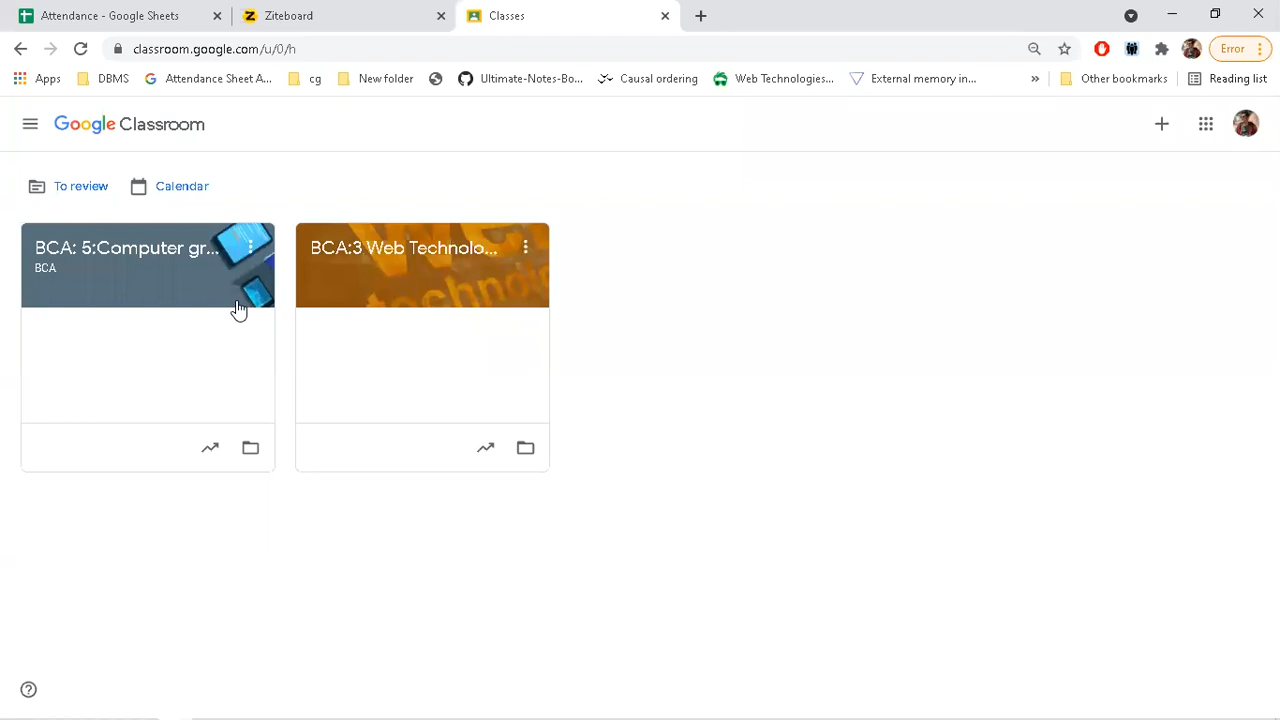 Attendance - Google Sheets
Ziteboard
Classes
classroom.google.com/u/0/h
Error
Apps
DBMS
Attendance Sheet A...
cg
New folder
Ultimate-Notes-Bo...
Causal ordering
Web Technologies...
External memory in...
»
Other bookmarks
Reading list
Google Classroom
To review
Calendar
BCA: 5:Computer gr...
BCA
BCA:3 Web Technolo...
We
techno